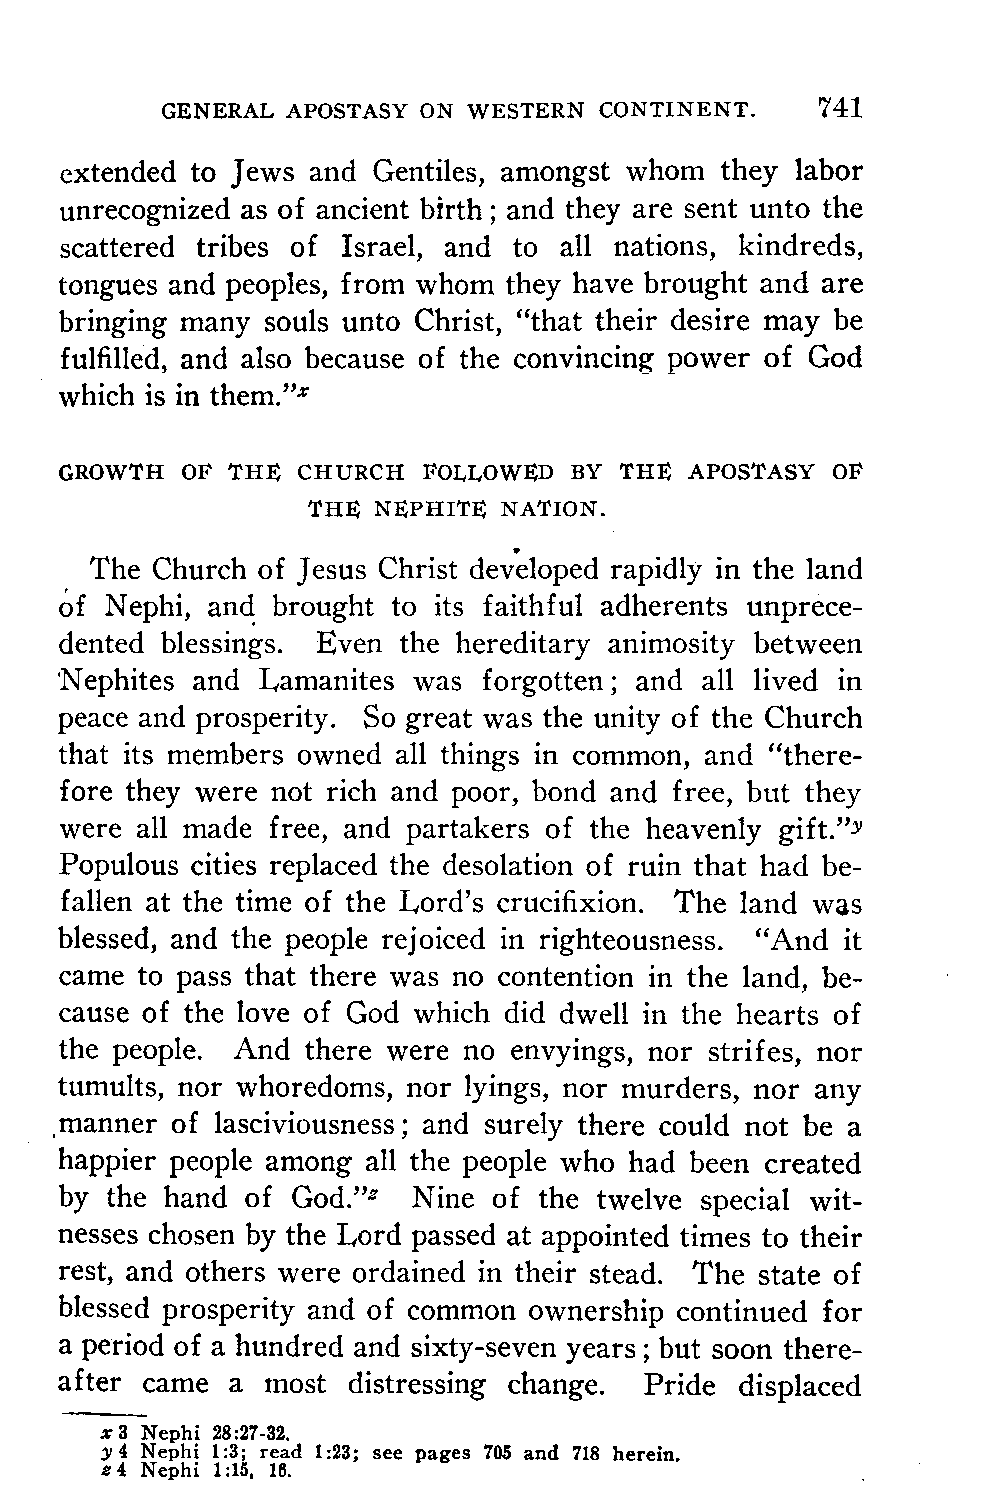 GENERAL APOSTASY ON WESTERN CONTINENT. 741
extended to Jews and Gentiles, amongst whom they labor
unrecognized as of ancient birth; and they are sent unto the
scattered tribes of Israel, and to all nations, kindreds,
tongues and peoples, from whom they have brought and are
bringing many souls unto Christ, “that their desire may be
fulfilled, and also because of the convincing power of God
which is in them.”x
GROWTH OF THE CHURCH FOLLOWED BY THE APOSTASY OF
THE NEPHITE NATION.
The Church of Jesus Christ developed rapidly in the land
of Nephi, and brought to its faithful adherents unprece-
dented blessings. Even the hereditary animosity between
Nephites and Lamanites was forgotten; and all lived in
peace and prosperity. So great was the unity of the Church
that its members owned all things in common, and “there-
fore they were not rich and poor, bond and free, but they
were all made free, and partakers of the heavenly gift.”y
Populous cities replaced the desolation of ruin that had be-
fallen at the time of the Lord’s crucifixion. The land was
blessed, and the people rejoiced in righteousness. “And it
came to pass that there was no contention in the land, be-
cause of the love of God which did dwell in the hearts of
the people. And there were no envyings, nor strifes, nor
tumults, nor whoredoms, nor lyings, nor murders, nor any
manner of lasciviousness; and surely there could not be a
happier people among all the people who had been created
by the hand of God.”z Nine of the twelve special wit-
nesses chosen by the Lord passed at appointed times to their
rest, and others were ordained in their stead. The state of
blessed prosperity and of common ownership continued for
a period of a hundred and sixty-seven years; but soon there-
after came a most distressing change. Pride displaced
x 3 Nephi 28:27-32.
y 4 Nephi 1:3; read 1:23; see pages 705 and 718 herein.
z 4 Nephi 1:15, 16.